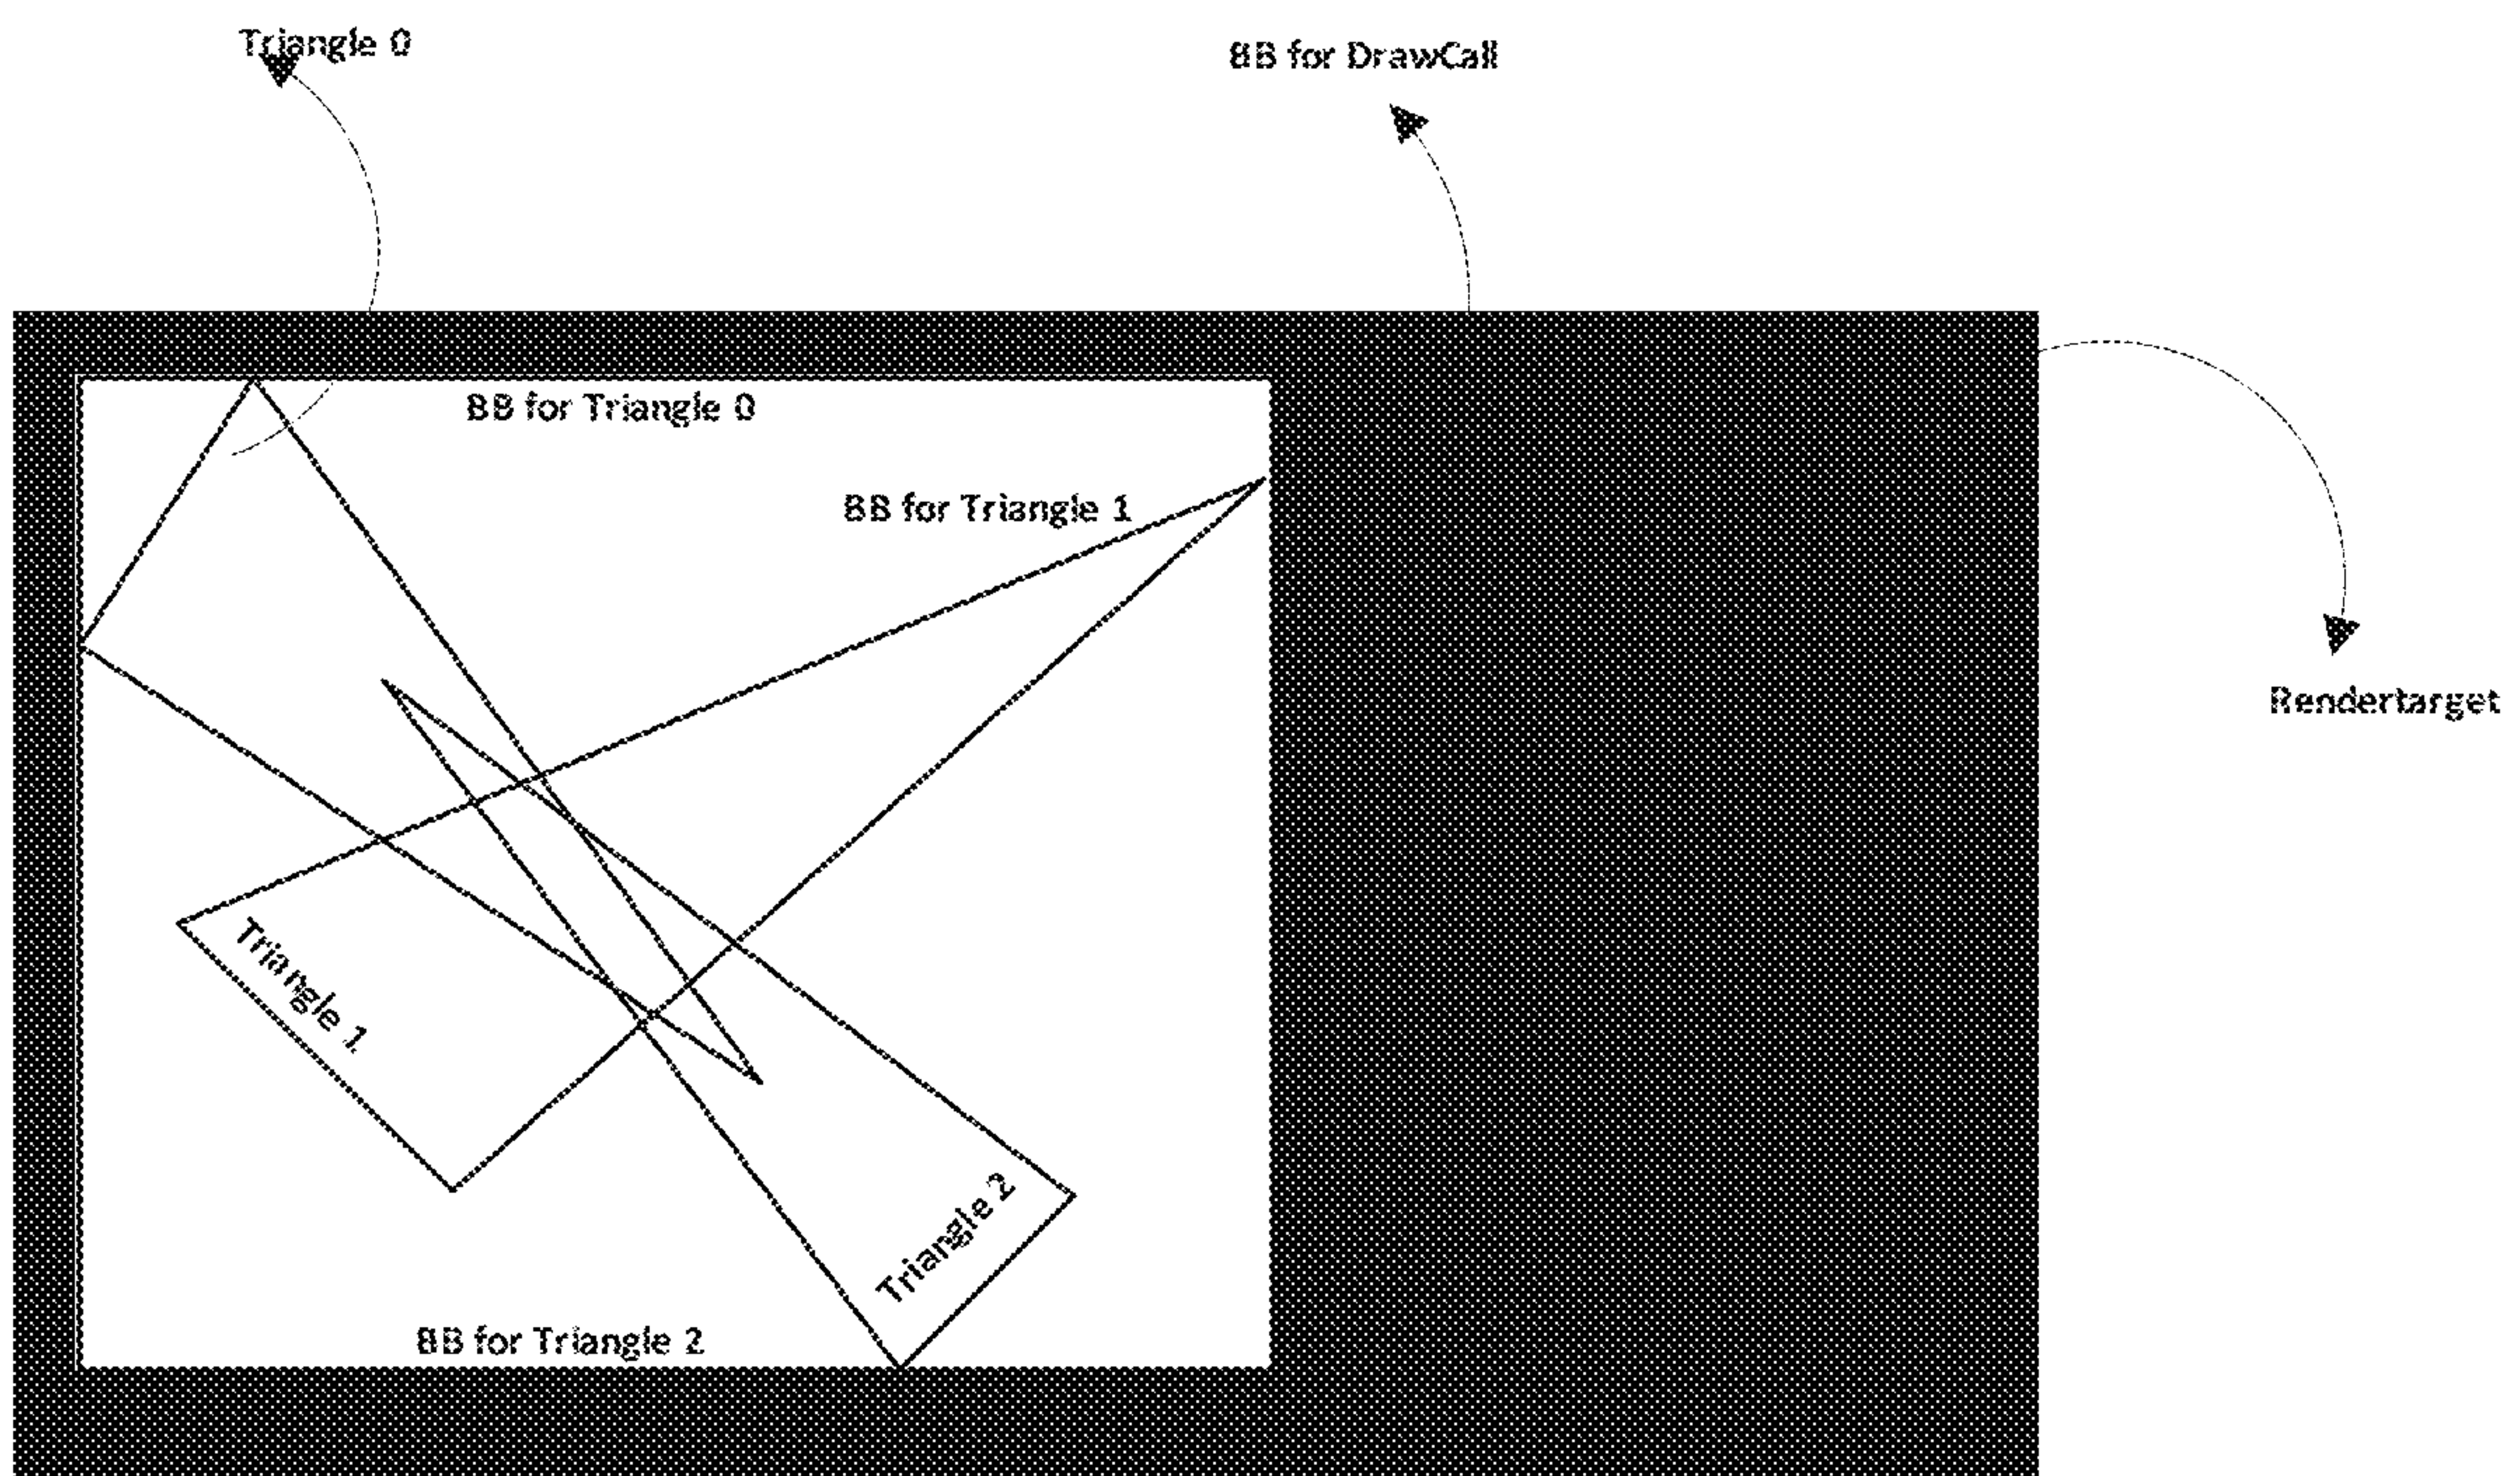 Triangle 0
BB for DrawCall
BB for Triangle 0
BB for Triangle 1
Rendertarget
Triangle 1
Triangle 2
BB for Triangle 2